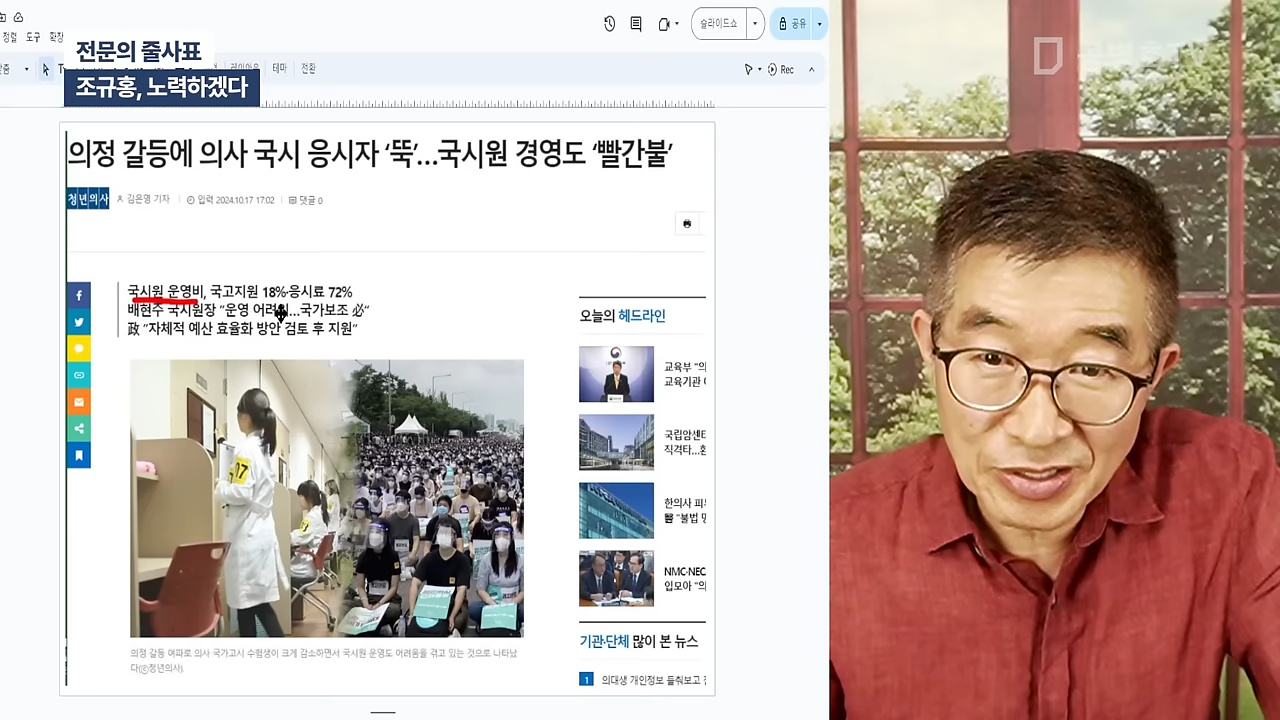 정렬 도구 확장
슬라이드쇼
공유
전문의 줄사표
조규홍, 노력하겠다
테마 전환
Rec
의정 갈등에 의사 국시 응시자 ‘뚝’...국시원 경영도 ‘빨간불’
청년의사
김은영 기자
입력 2024.10.17 17:02
댓글 0
국시원 운영비, 국고지원 18%·응시료 72%
배현주 국시원장 “운영 어려워...국가보조 必“
政 “자체적 예산 효율화 방안 검토 후 지원”
오늘의 헤드라인
교육부 “의
교육기관
국립암센터
직격타...
한의사
“불법
NMC-NEC
입모아 “의
07
의정 갈등 여파로 의사 국가고시 수험생이 크게 감소하면서 국시원 운영도 어려움을 겪고 있는 것으로 나타났
다(ⓒ청년의사).
기관·단체 많이 본 뉴스
1 의대생 개인정보 들춰보고